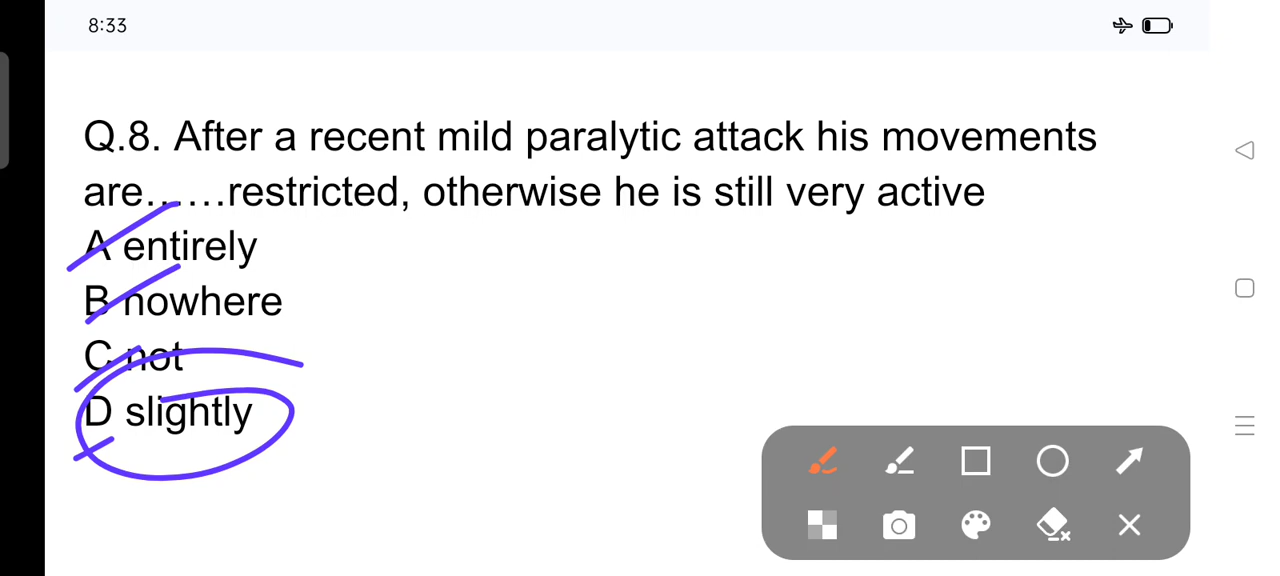 8:33
Q.8. After a recent mild paralytic attack his movements
are......restricted, otherwise he is still very active
A entirely
B nowhere
C not
D slightly